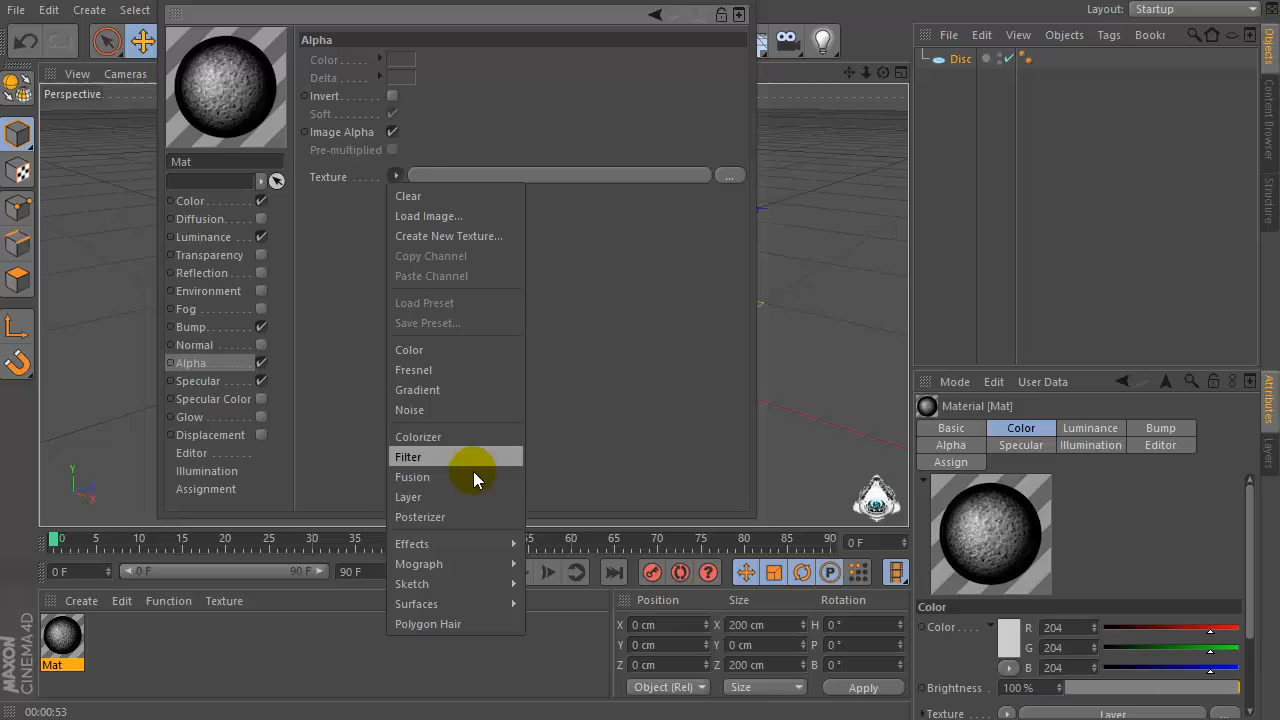 File Edit Create Select
Layout: Startup
View Cameras
Perspective
Alpha
Color . . . . . .
Delta . . . . . .
Invert . . . . . .
Soft . . . . . . .
Image Alpha
Pre-multiplied
Texture . . . . . ...
Mat
Color . . . . . .
Diffusion . . .
Luminance . . .
Transparency
Reflection . . .
Environment
Fog . . . . . . .
Bump . . . . . .
Normal . . . . .
Alpha . . . . . .
Specular . . . .
Specular Color
Glow . . . . . .
Displacement
Editor . . . . .
Illumination
Assignment
Clear
Load Image...
Create New Texture...
Copy Channel
Paste Channel
Load Preset
Save Preset...
Color
Fresnel
Gradient
Noise
Colorizer
Filter
Fusion
Layer
Posterizer
Effects
Mograph
Sketch
Surfaces
Polygon Hair
Y
X
File Edit View Objects Tags Bookr
Disc
Objects
Content Browser
Structure
Mode Edit User Data
Material [Mat]
Basic Color Luminance Bump
Alpha Specular Illumination Editor
Assign
Attributes
Layers
Color
Color . . . . R 204
G 204
B 204
Brightness . 100 %
Texture . . . . Layer ...
0 5 10 15 20 25 30 35 55 60 65 70 75 80 85 90 0 F
0 F 0 F 90 F 90 F
Create Edit Function Texture
Mat
Position Size Rotation
X 0 cm X 200 cm H 0 °
Y 0 cm Y 0 cm P 0 °
Z 0 cm Z 200 cm B 0 °
Object (Rel) Size Apply
MAXON
CINEMA 4D
00:00:53